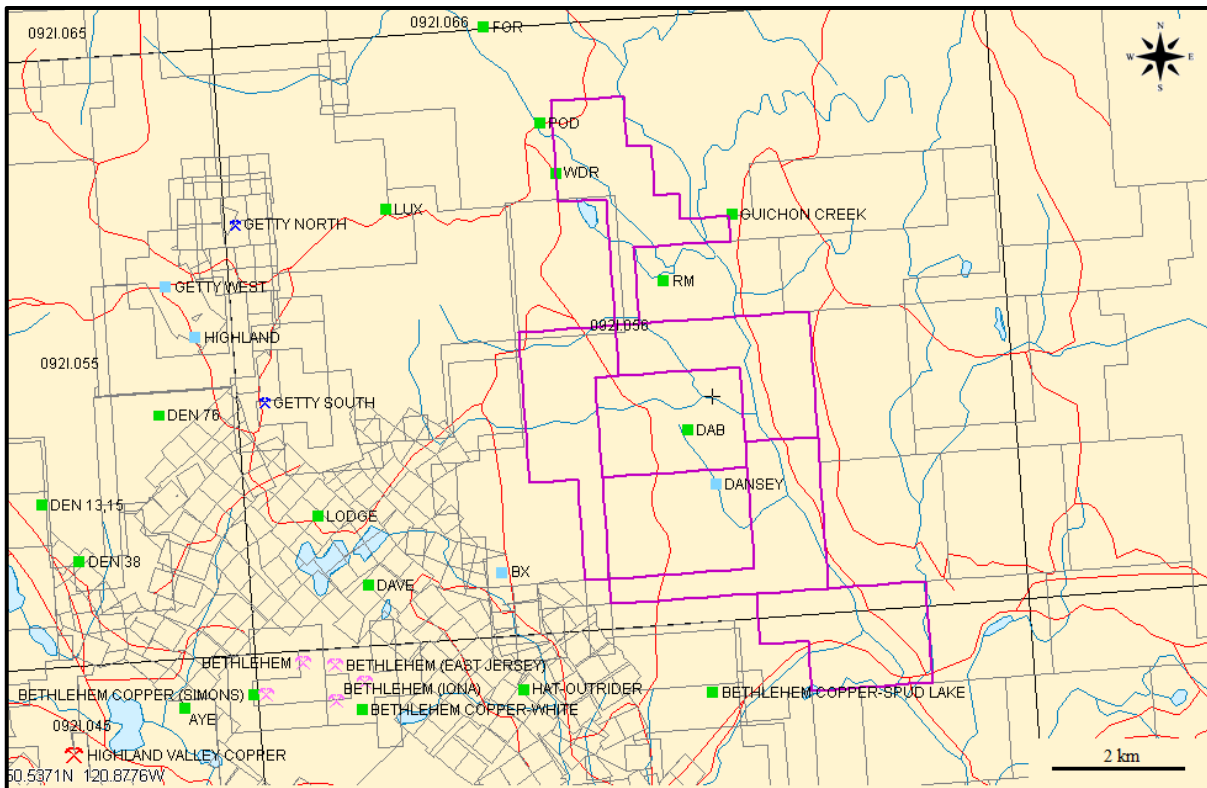 092I.065
092I.066
FOR
N
W
E
S
POD
WDR
LUX
GUICHON CREEK
GETTY NORTH
RM
GETTY WEST
092I.056
HIGHLAND
092I.055
GETTY SOUTH
DEN 76
DAB
DANSEY
DEN 13,15
LODGE
DEN 38
BX
DAVE
BETHLEHEM
BETHLEHEM (EAST JERSEY)
BETHLEHEM COPPER (SIMONS)
BETHLEHEM (IONA)
HAT-OUTRIDER
BETHLEHEM COPPER-SPUD LAKE
AYE
BETHLEHEM COPPER-WHITE
092I.045
HIGHLAND VALLEY COPPER
2 km
50.5371N 120.8776W